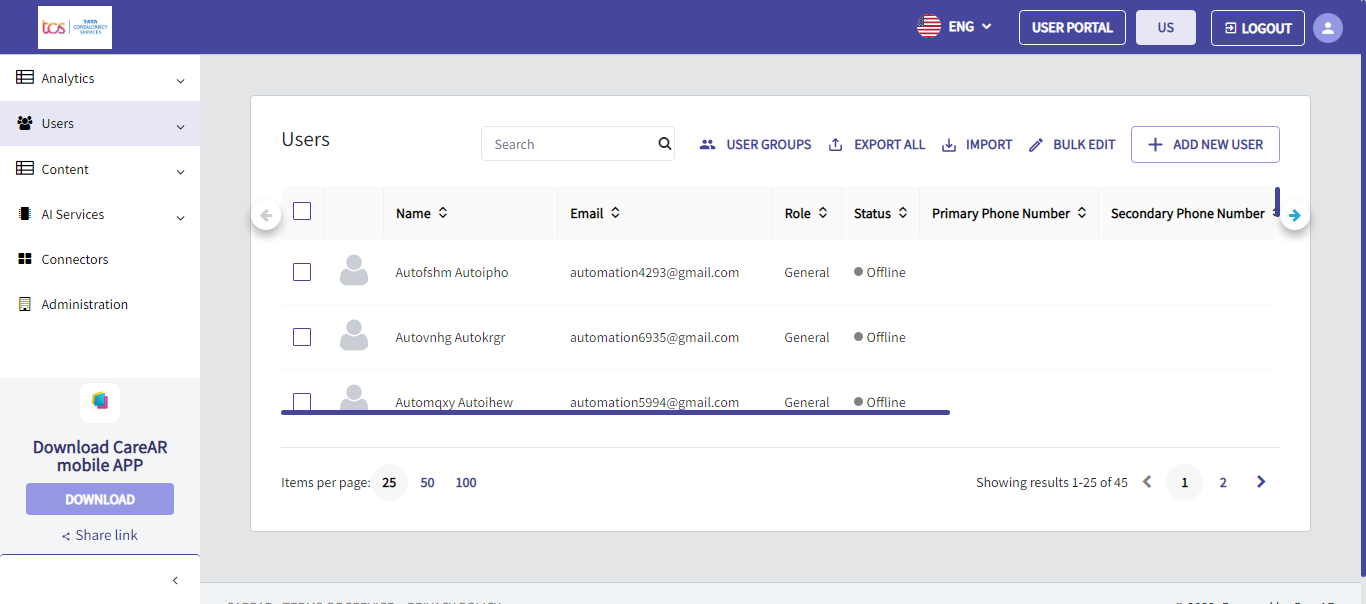 tcs TATA CONSULTANCY SERVICES
ENG
USER PORTAL
US
LOGOUT
Analytics
Users
Content
AI Services
Connectors
Administration
Download CareAR
mobile APP
DOWNLOAD
Share link
Users
Search
USER GROUPS
EXPORT ALL
IMPORT
BULK EDIT
ADD NEW USER
Name Email Role Status Primary Phone Number Secondary Phone Number
Autofshm Autoipho automation4293@gmail.com General Offline
Autovnhg Autokrgr automation6935@gmail.com General Offline
Automqxy Autoihew automation5994@gmail.com General Offline
Items per page: 25 50 100
Showing results 1-25 of 45 1 2